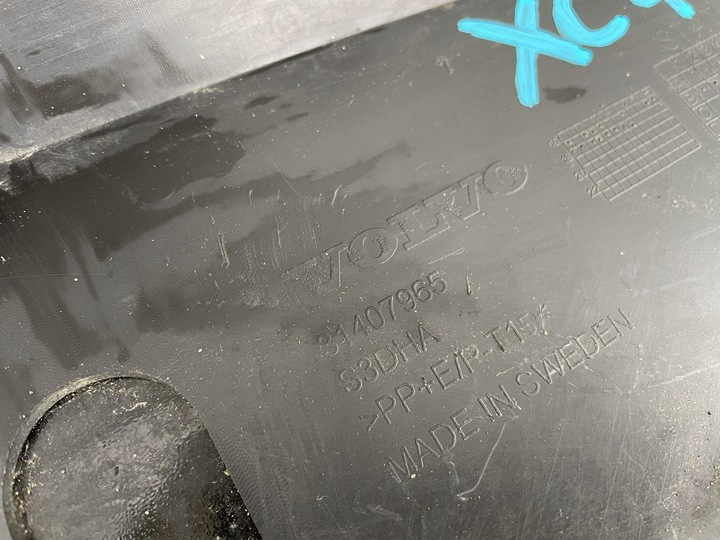 XC
VOLVO
31407965
S3DHA
>PP+E/P-T15<
MADE IN SWEDEN